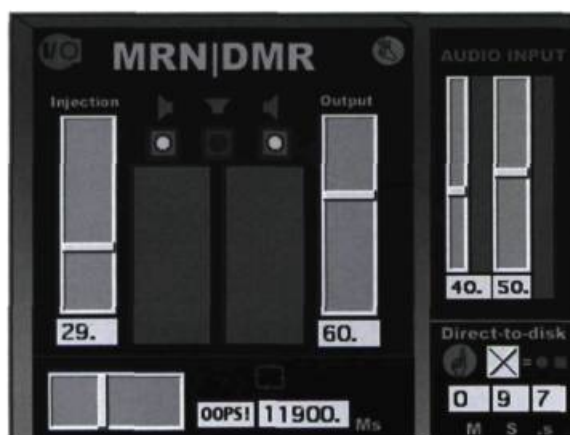 I/O
MRN|DMR
AUDIO INPUT
Injection
Output
29.
60.
40. 50.
Direct-to-disk
=
0 9 7
M S .s
OOPS! 11900. Ms